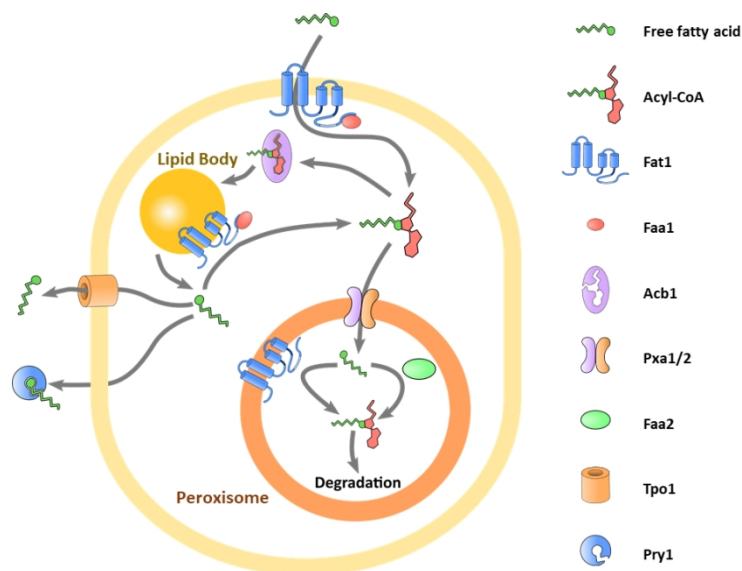 Free fatty acid
Acyl-CoA
Lipid Body
Fat1
Faa1
Acb1
Pxa1/2
Faa2
Degradation
Peroxisome
Tpo1
Pry1